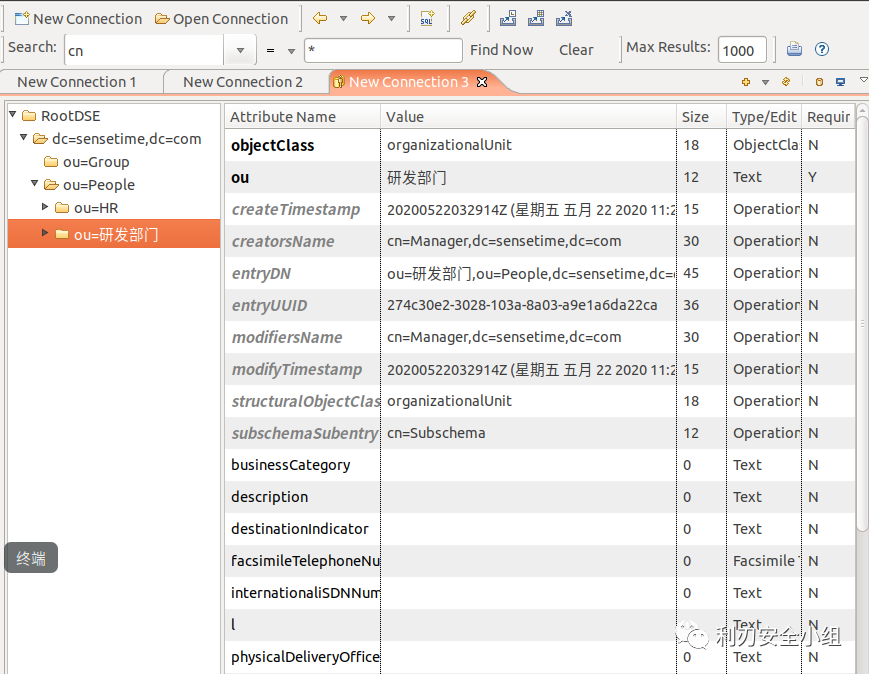 New Connection Open Connection
Search: cn = * Find Now Clear Max Results: 1000
New Connection 1 New Connection 2 New Connection 3
RootDSE
dc=sensetime,dc=com
ou=Group
ou=People
ou=HR
ou=研发部门
Attribute Name Value Size Type/Edit Requir
objectClass organizationalUnit 18 ObjectCla N
ou 研发部门 12 Text Y
createTimestamp 20200522032914Z (星期五 五月 22 2020 11:2 15 Operation N
creatorsName cn=Manager,dc=sensetime,dc=com 30 Operation N
entryDN ou=研发部门,ou=People,dc=sensetime,dc= 45 Operation N
entryUUID 274c30e2-3028-103a-8a03-a9e1a6da22ca 36 Operation N
modifiersName cn=Manager,dc=sensetime,dc=com 30 Operation N
modifyTimestamp 20200522032914Z (星期五 五月 22 2020 11:2 15 Operation N
structuralObjectClas organizationalUnit 18 Operation N
subschemaSubentry cn=Subschema 12 Operation N
businessCategory 0 Text N
description 0 Text N
destinationIndicator 0 Text N
facsimileTelephoneNu 0 Facsimile N
internationaliSDNNum 0 Text N
l 0 Text N
physicalDeliveryOffice 0 Text N
终端
利刃安全小组